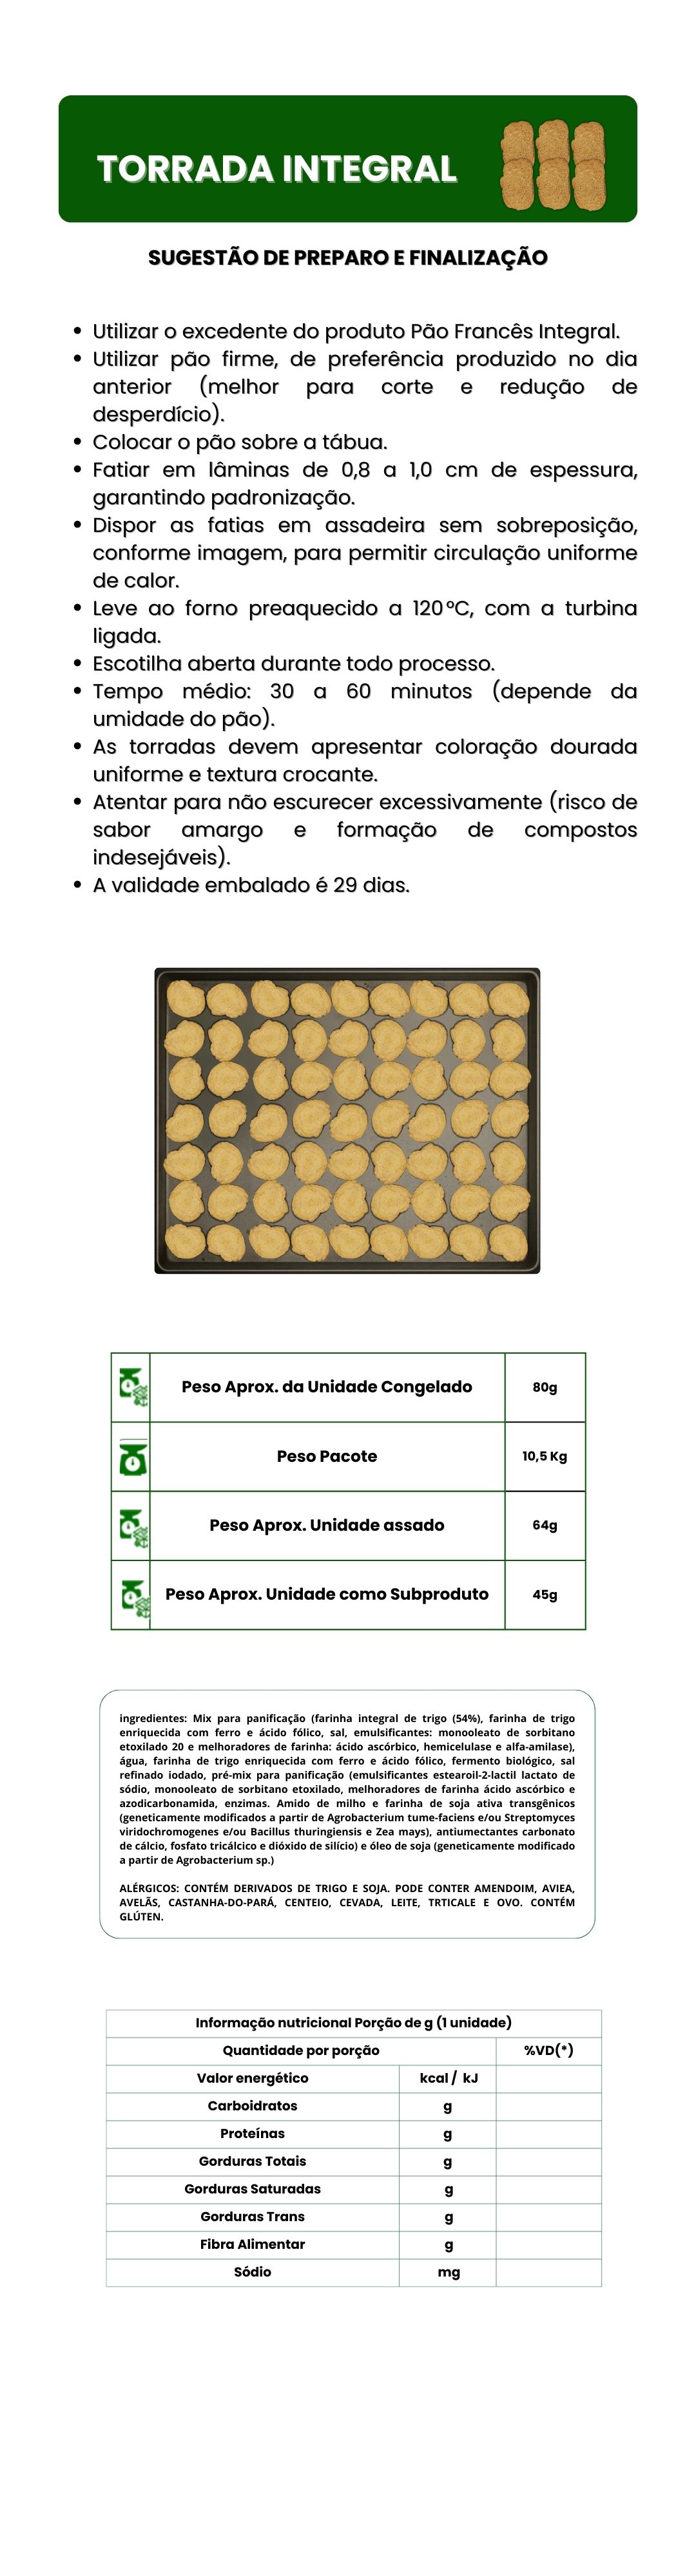 TORRADA INTEGRAL
SUGESTÃO DE PREPARO E FINALIZAÇÃO
• Utilizar o excedente do produto Pão Francês Integral.
• Utilizar pão firme, de preferência produzido no dia
anterior (melhor para corte e redução de
desperdício).
• Colocar o pão sobre a tábua.
• Fatiar em lâminas de 0,8 a 1,0 cm de espessura,
garantindo padronização.
• Dispor as fatias em assadeira sem sobreposição,
conforme imagem, para permitir circulação uniforme
de calor.
• Leve ao forno preaquecido a 120°C, com a turbina
ligada.
• Escotilha aberta durante todo processo.
• Tempo médio: 30 a 60 minutos (depende da
umidade do pão).
• As torradas devem apresentar coloração dourada
uniforme e textura crocante.
• Atentar para não escurecer excessivamente (risco de
sabor amargo e formação de compostos
indesejáveis).
• A validade embalado é 29 dias.
Peso Aprox. da Unidade Congelado 80g
Peso Pacote 10,5 Kg
Peso Aprox. Unidade assado 64g
Peso Aprox. Unidade como Subproduto 45g
ingredientes: Mix para panificação (farinha integral de trigo (54%), farinha de trigo
enriquecida com ferro e ácido fólico, sal, emulsificantes: monooleato de sorbitano
etoxilado 20 e melhoradores de farinha: ácido ascórbico, hemicelulase e alfa-amilase),
água, farinha de trigo enriquecida com ferro e ácido fólico, fermento biológico, sal
refinado iodado, pré-mix para panificação (emulsificantes estearoil-2-lactil lactato de
sódio, monooleato de sorbitano etoxilado, melhoradores de farinha ácido ascórbico e
azodicarbonamida, enzimas. Amido de milho e farinha de soja ativa transgênicos
(geneticamente modificados a partir de Agrobacterium tume-faciens e/ou Streptomyces
viridochromogenes e/ou Bacillus thuringiensis e Zea mays), antiumectantes carbonato
de cálcio, fosfato tricálcico e dióxido de silício) e óleo de soja (geneticamente modificado
a partir de Agrobacterium sp.)
ALÉRGICOS: CONTÉM DERIVADOS DE TRIGO E SOJA. PODE CONTER AMENDOIM, AVIEA,
AVELÃS, CASTANHA-DO-PARÁ, CENTEIO, CEVADA, LEITE, TRTICALE E OVO. CONTÉM
GLÚTEN.
Informação nutricional Porção de g (1 unidade)
Quantidade por porção %VD(*)
Valor energético kcal / kJ
Carboidratos g
Proteínas g
Gorduras Totais g
Gorduras Saturadas g
Gorduras Trans g
Fibra Alimentar g
Sódio mg